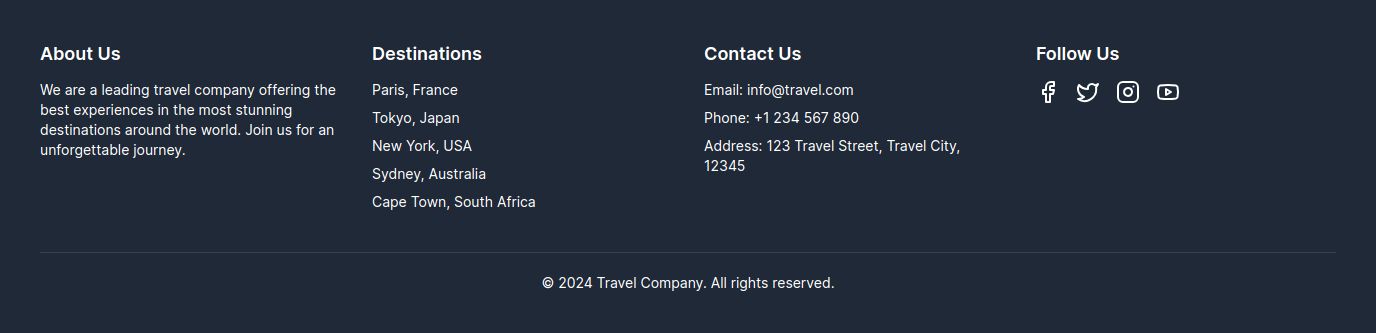 About Us
We are a leading travel company offering the
best experiences in the most stunning
destinations around the world. Join us for an
unforgettable journey.
Destinations
Paris, France
Tokyo, Japan
New York, USA
Sydney, Australia
Cape Town, South Africa
Contact Us
Email: info@travel.com
Phone: +1 234 567 890
Address: 123 Travel Street, Travel City,
12345
Follow Us
© 2024 Travel Company. All rights reserved.